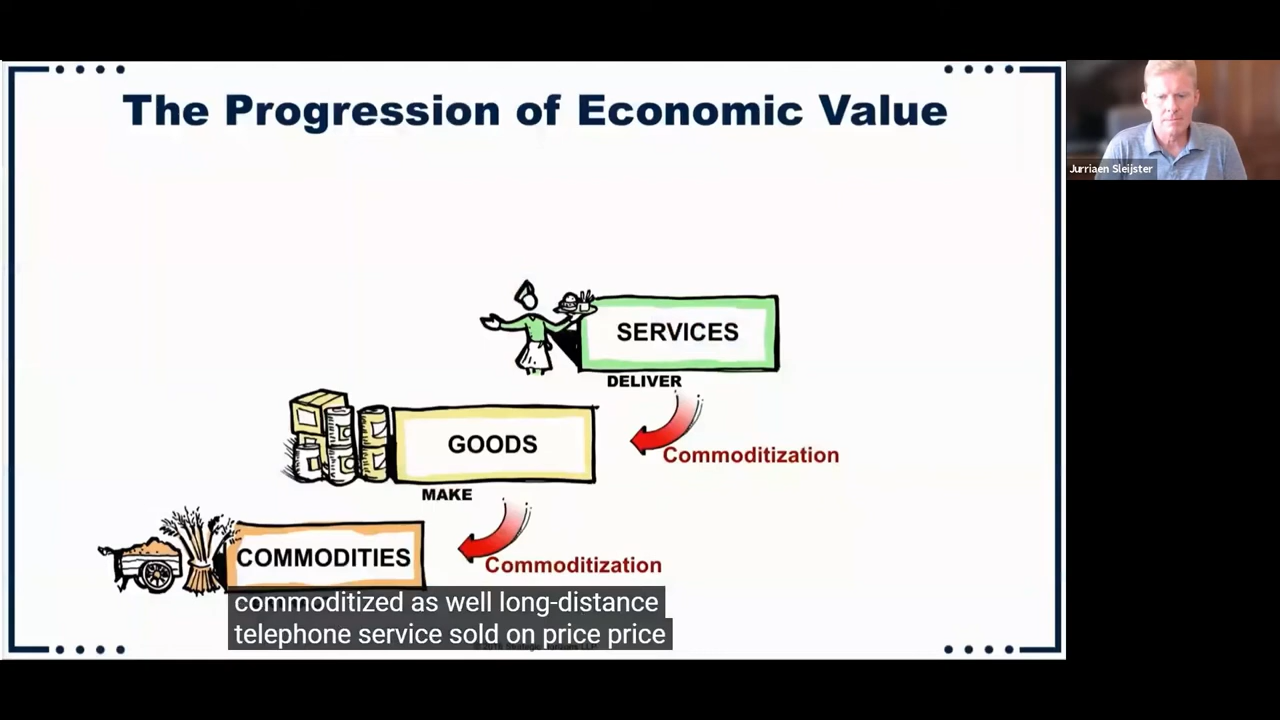 The Progression of Economic Value
Jurriaen Sleijster
SERVICES
DELIVER
Commoditization
GOODS
MAKE
Commoditization
COMMODITIES
commoditized as well long-distance
telephone service sold on price price